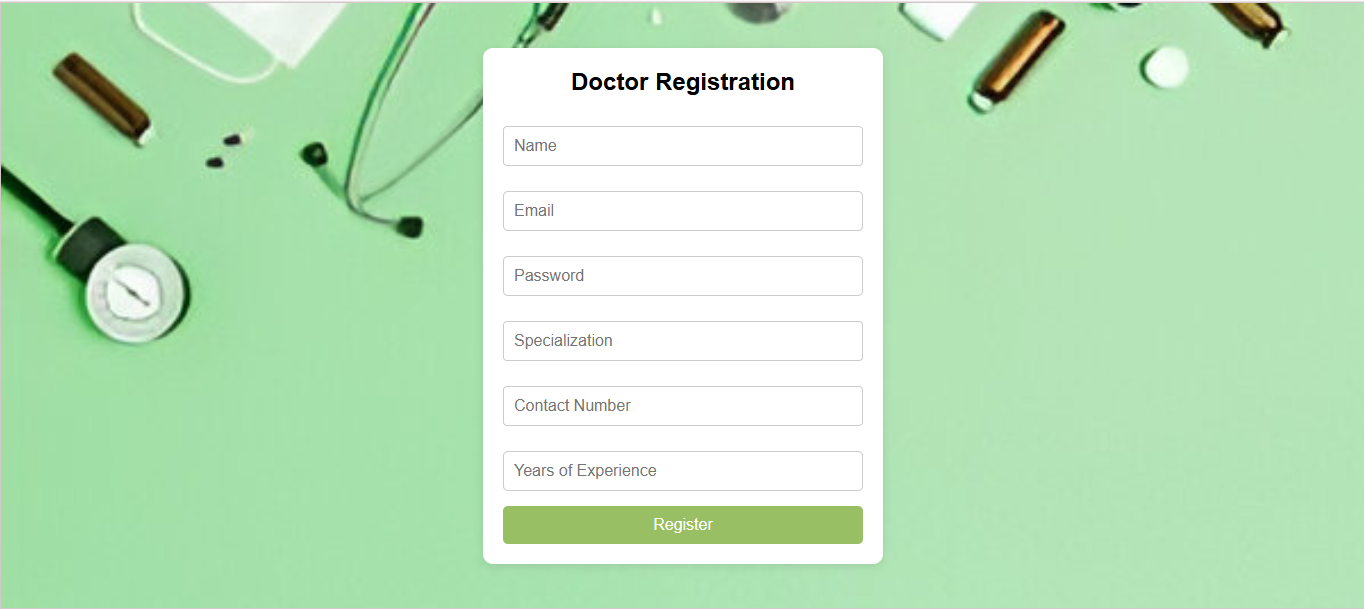 Doctor Registration
Name
Email
Password
Specialization
Contact Number
Years of Experience
Register